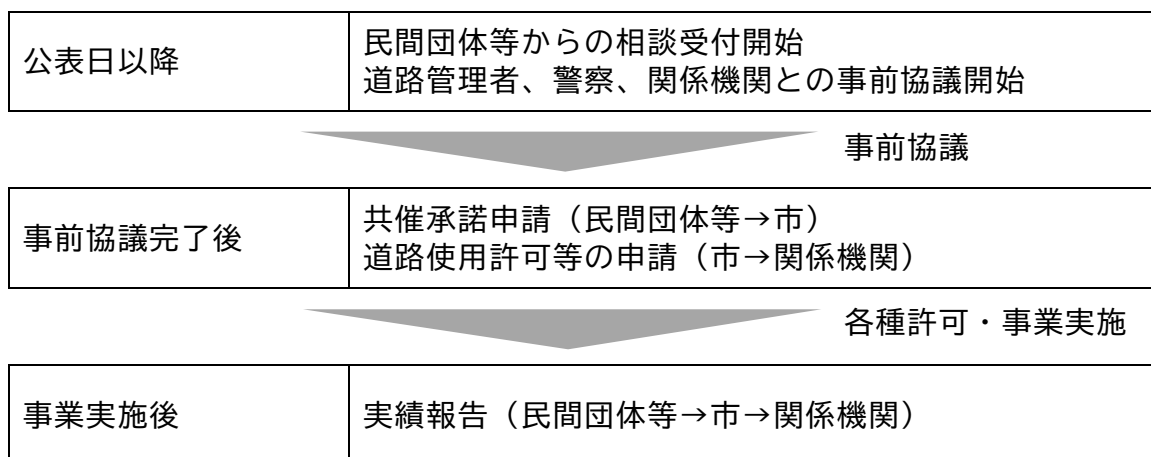 公表日以降
民間団体等からの相談受付開始
道路管理者、警察、関係機関との事前協議開始
事前協議
事前協議完了後
共催承諾申請（民間団体等→市）
道路使用許可等の申請（市→関係機関）
各種許可・事業実施
事業実施後
実績報告（民間団体等→市→関係機関）